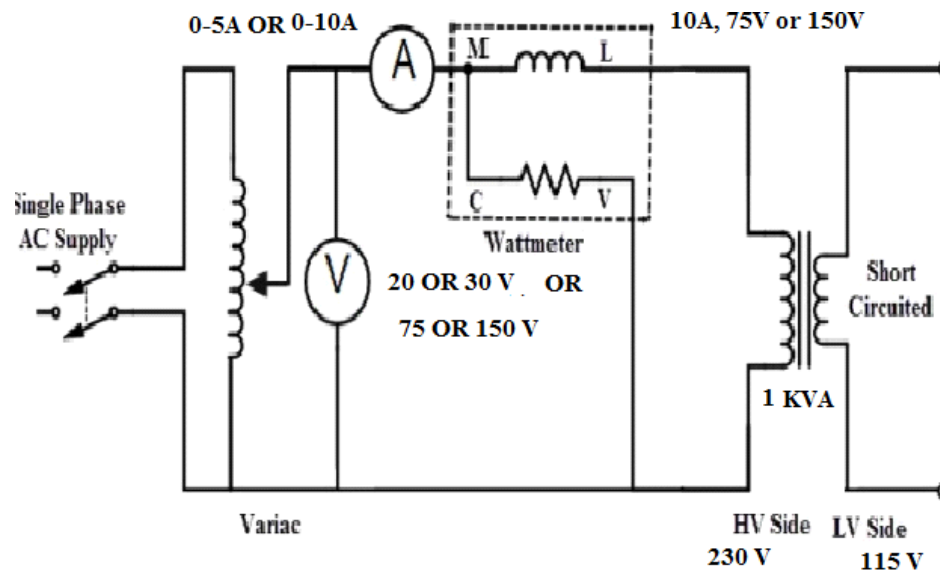 0-5A OR 0-10A
10A, 75V or 150V
A
M
L
C
V
Wattmeter
Single Phase
AC Supply
V
20 OR 30 V . OR
75 OR 150 V
Short
Circuited
1 KVA
Variac
HV Side
LV Side
230 V
115 V